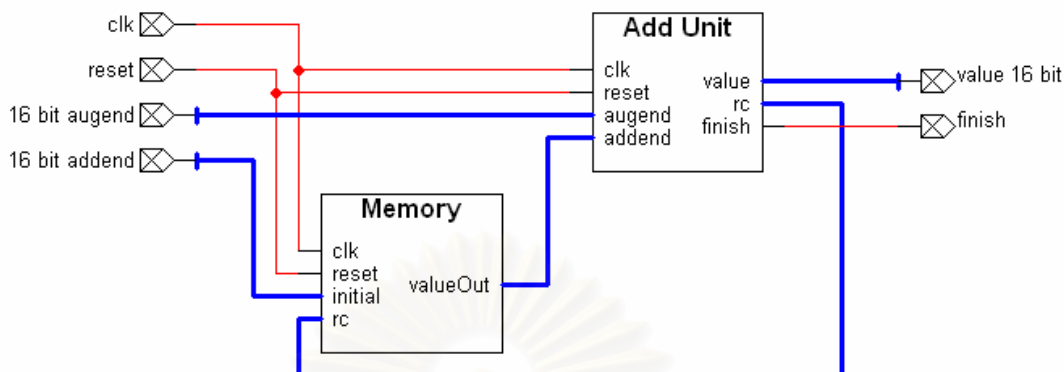 clk
reset
16 bit augend
16 bit addend
Add Unit
clk
reset
augend
addend
value
rc
finish
value 16 bit
finish
Memory
clk
reset
initial
rc
valueOut